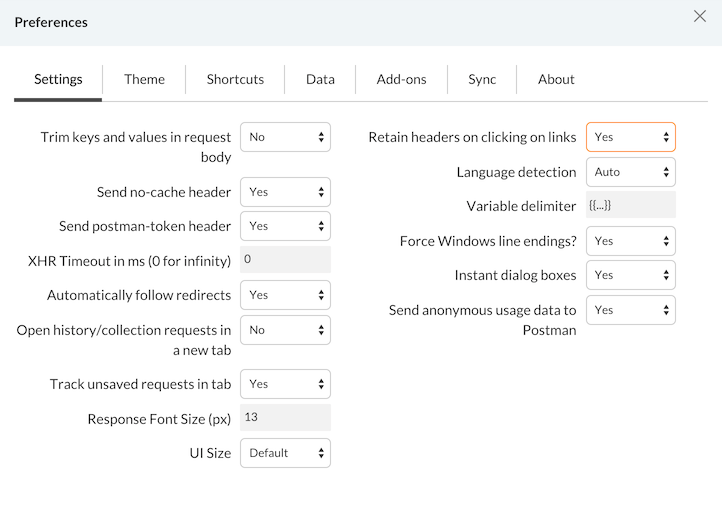 Preferences
Settings Theme Shortcuts Data Add-ons Sync About
Trim keys and values in request body No
Send no-cache header Yes
Send postman-token header Yes
XHR Timeout in ms (0 for infinity) 0
Automatically follow redirects Yes
Open history/collection requests in a new tab No
Track unsaved requests in tab Yes
Response Font Size (px) 13
UI Size Default
Retain headers on clicking on links Yes
Language detection Auto
Variable delimiter {{...}}
Force Windows line endings? Yes
Instant dialog boxes Yes
Send anonymous usage data to Postman Yes